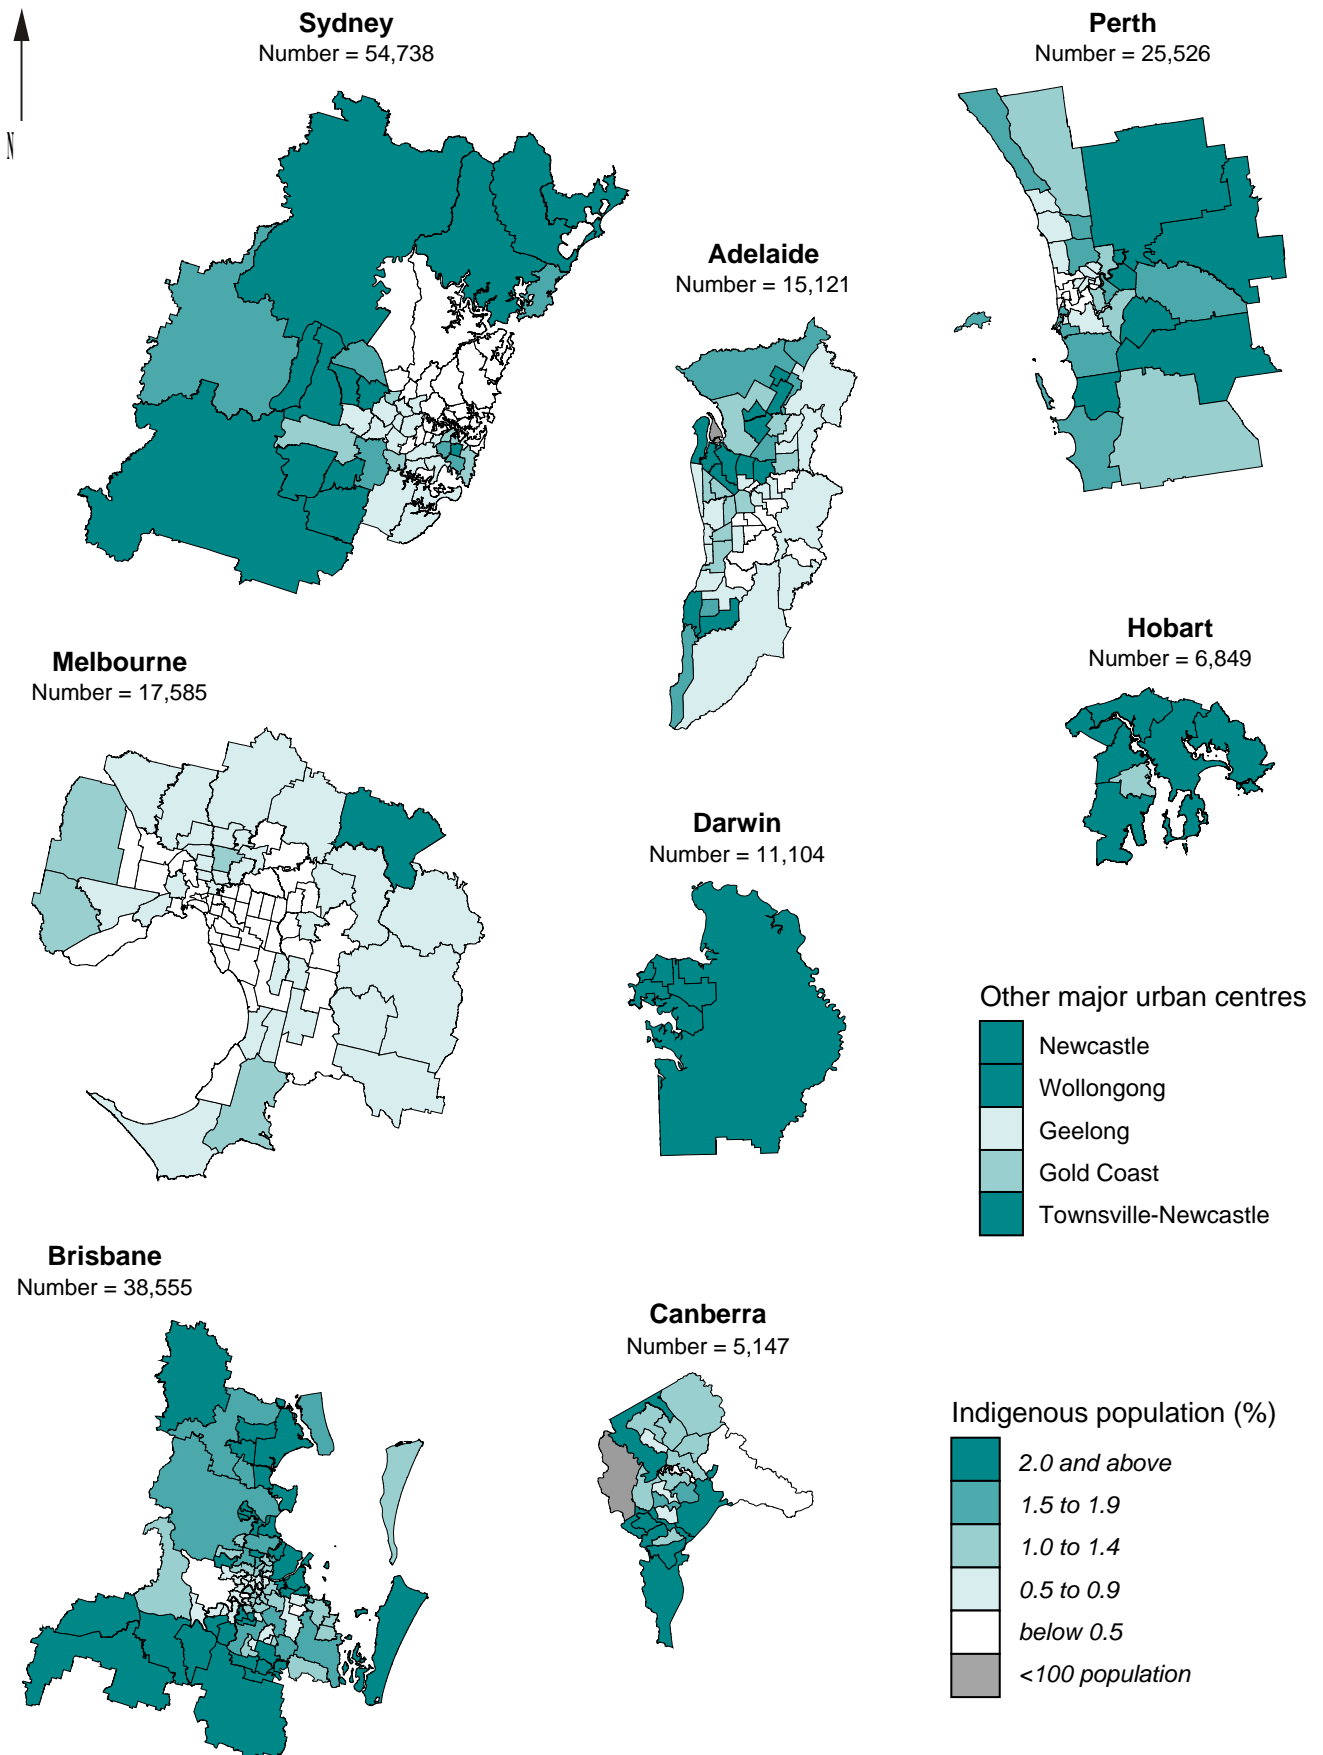 Sydney
Number = 54,738
Perth
Number = 25,526
N
Adelaide
Number = 15,121
Hobart
Number = 6,849
Melbourne
Number = 17,585
Darwin
Number = 11,104
Other major urban centres
Newcastle
Wollongong
Geelong
Gold Coast
Townsville-Newcastle
Brisbane
Number = 38,555
Canberra
Number = 5,147
Indigenous population (%)
2.0 and above
1.5 to 1.9
1.0 to 1.4
0.5 to 0.9
below 0.5
<100 population